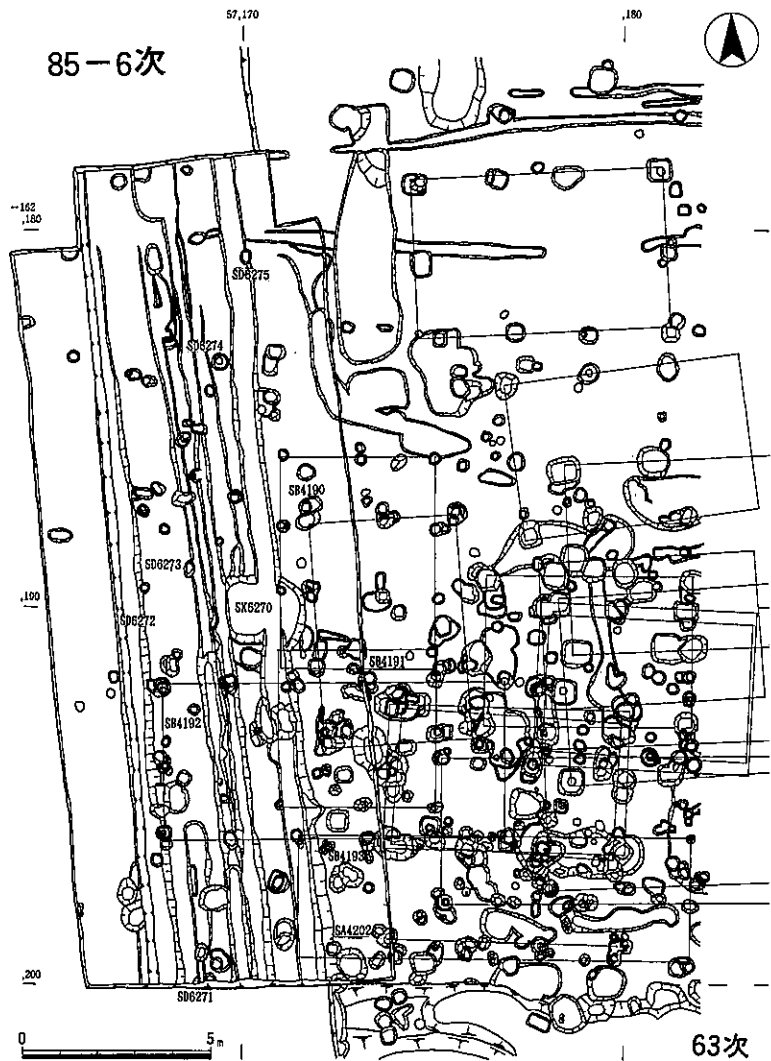 57,170
,180
85－6次
−162
,180
SD6275
SD6274
SB4190
SD6273
,190
SK6270
SD6272
SB4191
SB4192
SB4193
SA4202
,200
SD6271
0
5m
63次